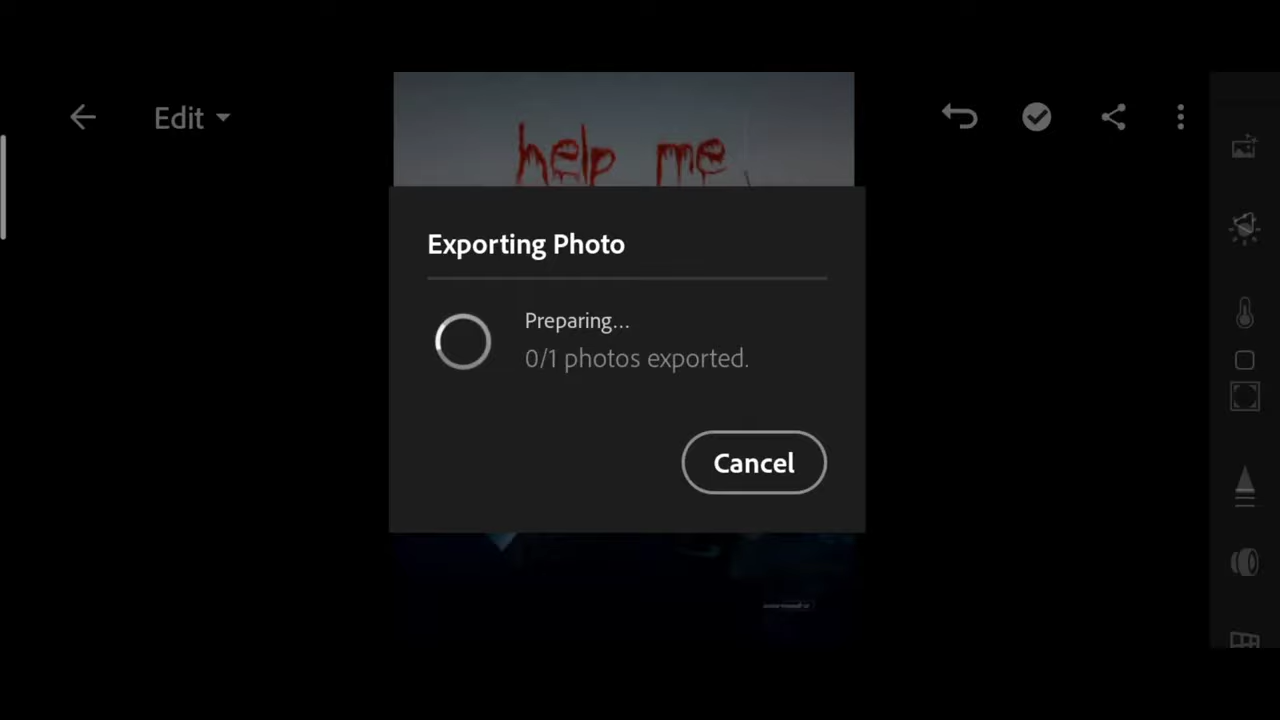 Edit
help me
Exporting Photo
Preparing...
0/1 photos exported.
Cancel